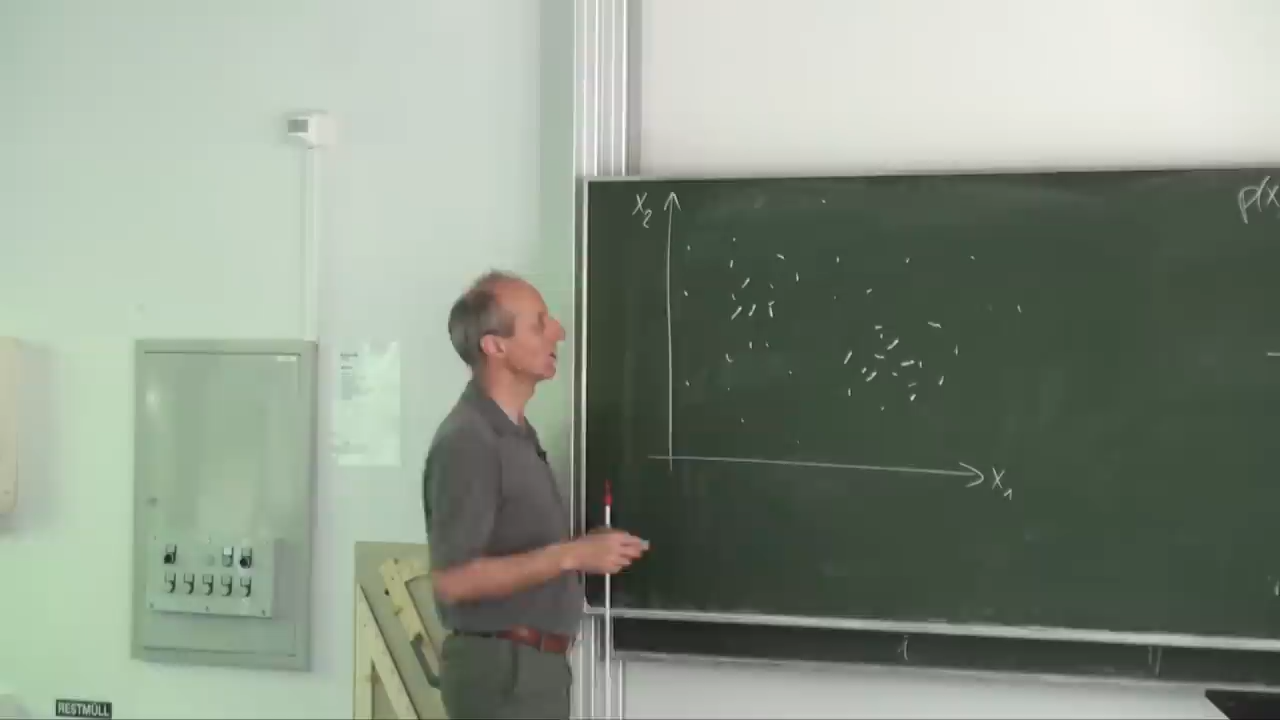 x₂
p(x
x₁
RESTMÜLL